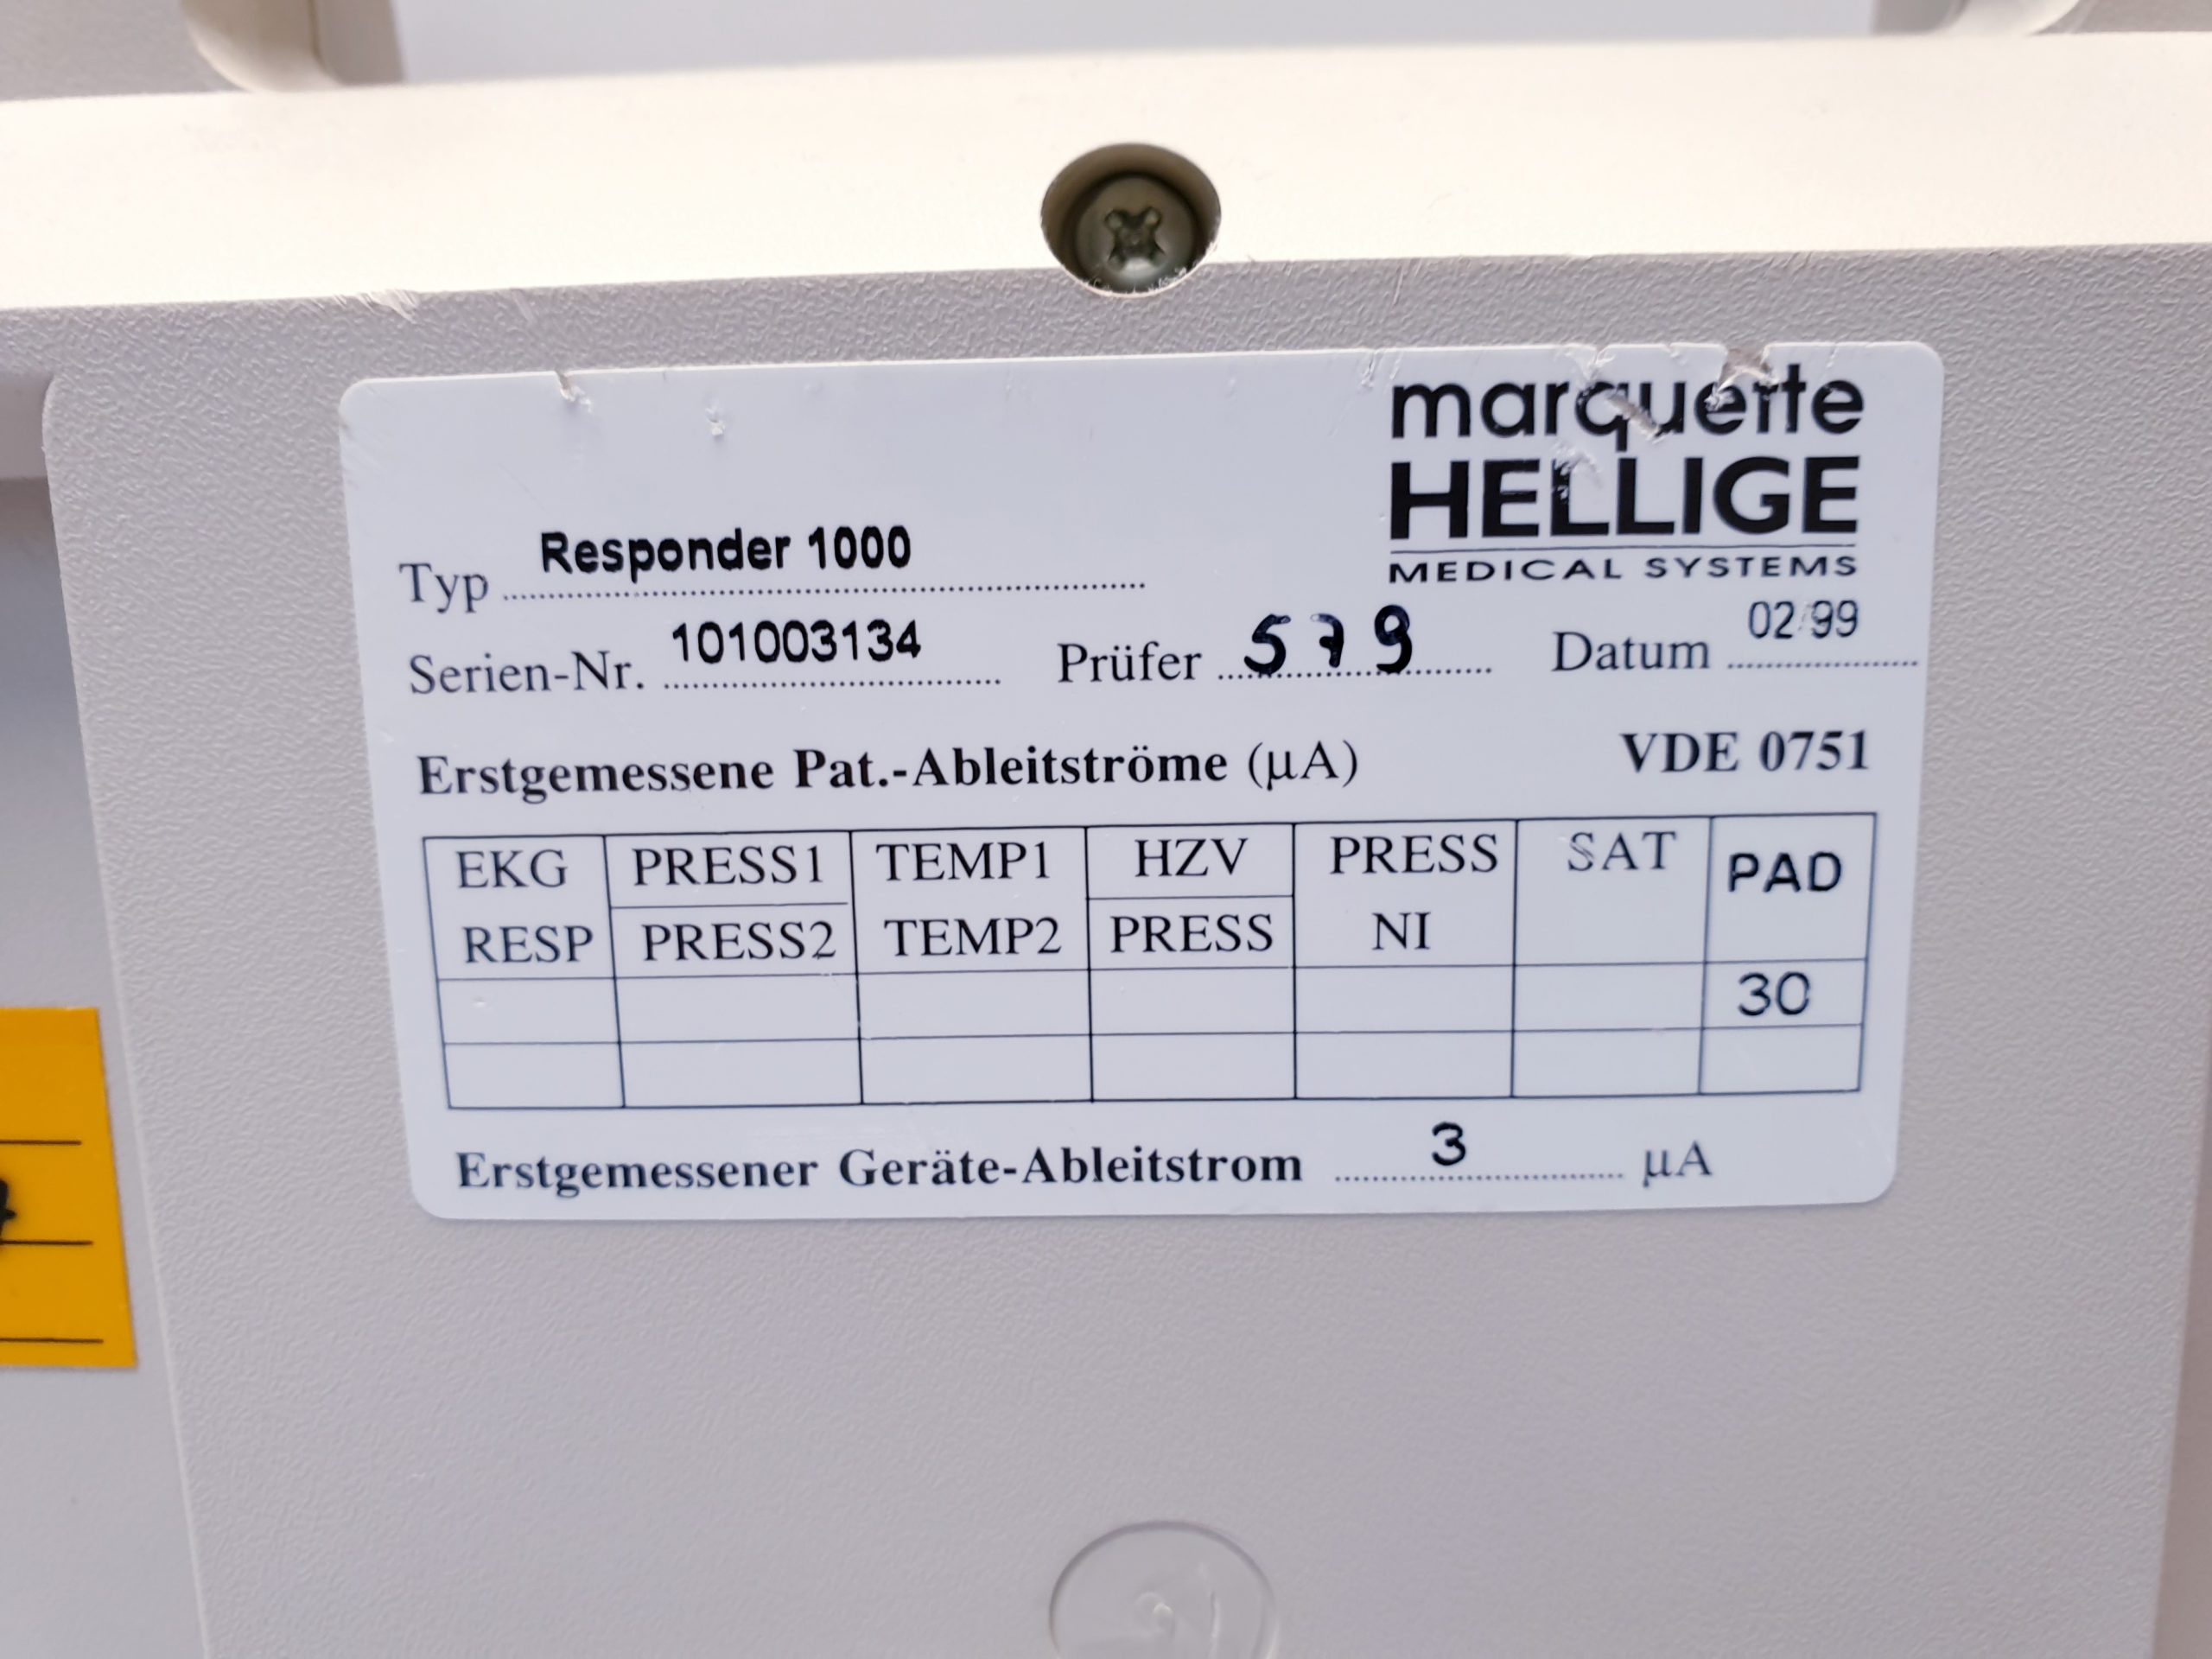 marquette
HELLIGE
MEDICAL SYSTEMS
Typ Responder 1000
Serien-Nr. 101003134 Prüfer 579 Datum 02/99
Erstgemessene Pat.-Ableitströme (µA) VDE 0751
EKG PRESS1 TEMP1 HZV PRESS SAT PAD
RESP PRESS2 TEMP2 PRESS NI
30
Erstgemessener Geräte-Ableitstrom 3 µA